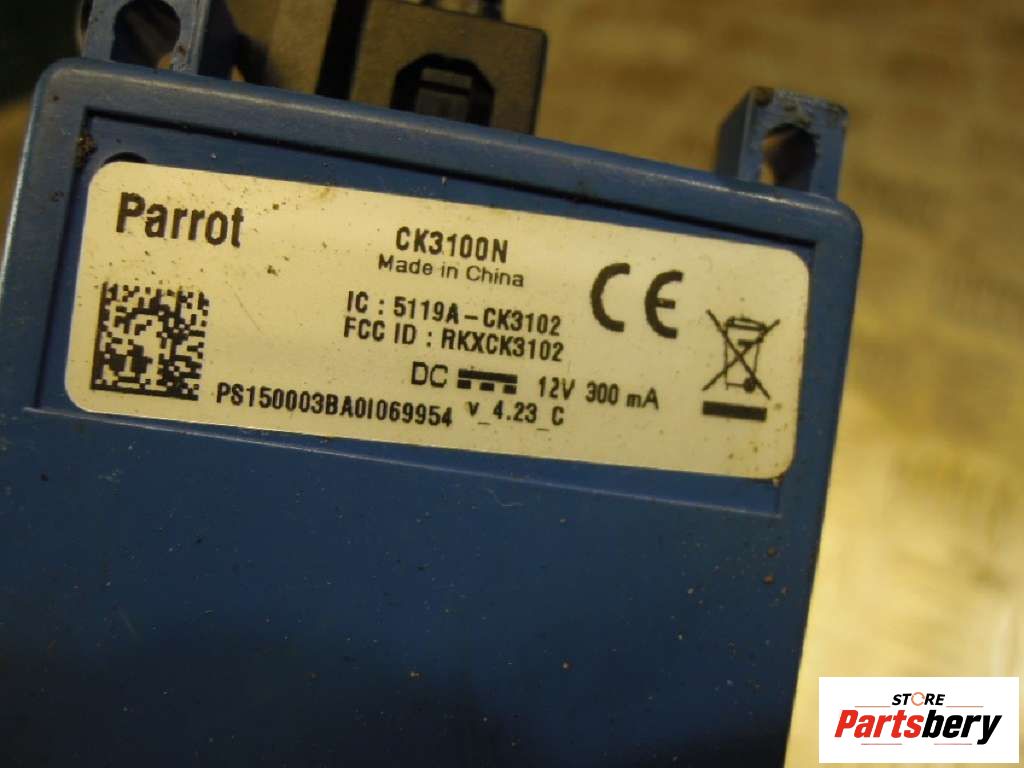 Parrot
CK3100N
Made in China
IC : 5119A-CK3102
FCC ID : RKXCK3102
DC 12V 300 mA
PS150003BA0I069954 v_4.23_C
CE
STORE
Partsbery